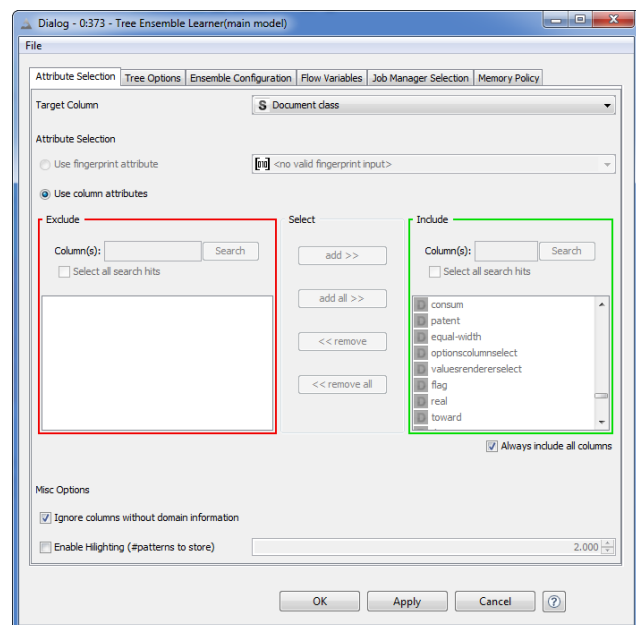 Dialog - 0:373 - Tree Ensemble Learner(main model)
File
Attribute Selection Tree Options Ensemble Configuration Flow Variables Job Manager Selection Memory Policy
Target Column S Document class
Attribute Selection
Use fingerprint attribute [010] <no valid fingerprint input>
Use column attributes
Exclude Select Include
Column(s): Search add >> Column(s): Search
Select all search hits Select all search hits
add all >>
D consum
D patent
<< remove D equal-width
D optionscolumnselect
D valuesrendererselect
<< remove all D flag
D real
D toward
Always include all columns
Misc Options
Ignore columns without domain information
Enable Hilighting (#patterns to store) 2.000
OK Apply Cancel ?